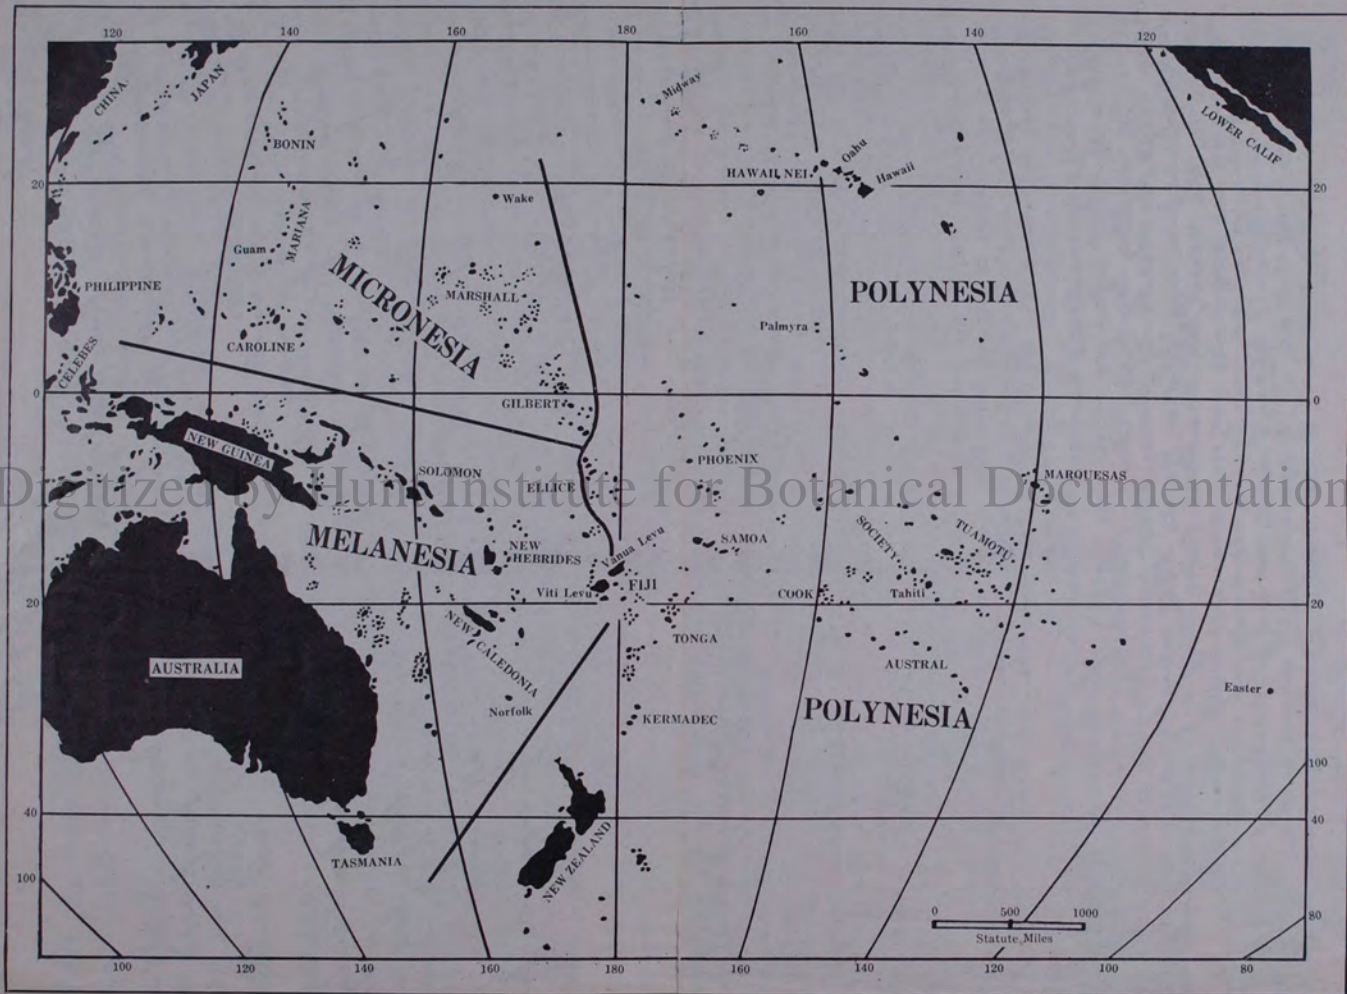 120 140 160 180 160 140 120
CHINA
JAPAN
Midway
LOWER CALIF
BONIN
Oahu
HAWAII NEI
Hawaii
20
20
Wake
MARIANA
Guam
PHILIPPINE
MICRONESIA
MARSHALL
POLYNESIA
Palmyra
CAROLINE
CELEBES
0
0
GILBERT
NEW GUINEA
SOLOMON
PHOENIX
MARQUESAS
ELLICE
Digitized by Hunt Institute for Botanical Documentation
MELANESIA
NEW
HEBRIDES
Vanua Levu
SAMOA
SOCIETY
TUAMOTU
Viti Levu
FIJI
COOK
Tahiti
20
20
NEW CALEDONIA
TONGA
AUSTRALIA
AUSTRAL
Norfolk
KERMADEC
POLYNESIA
Easter
100
40
40
TASMANIA
NEW ZEALAND
100
0 500 1000
Statute Miles
80
100 120 140 160 180 160 140 120 100 80